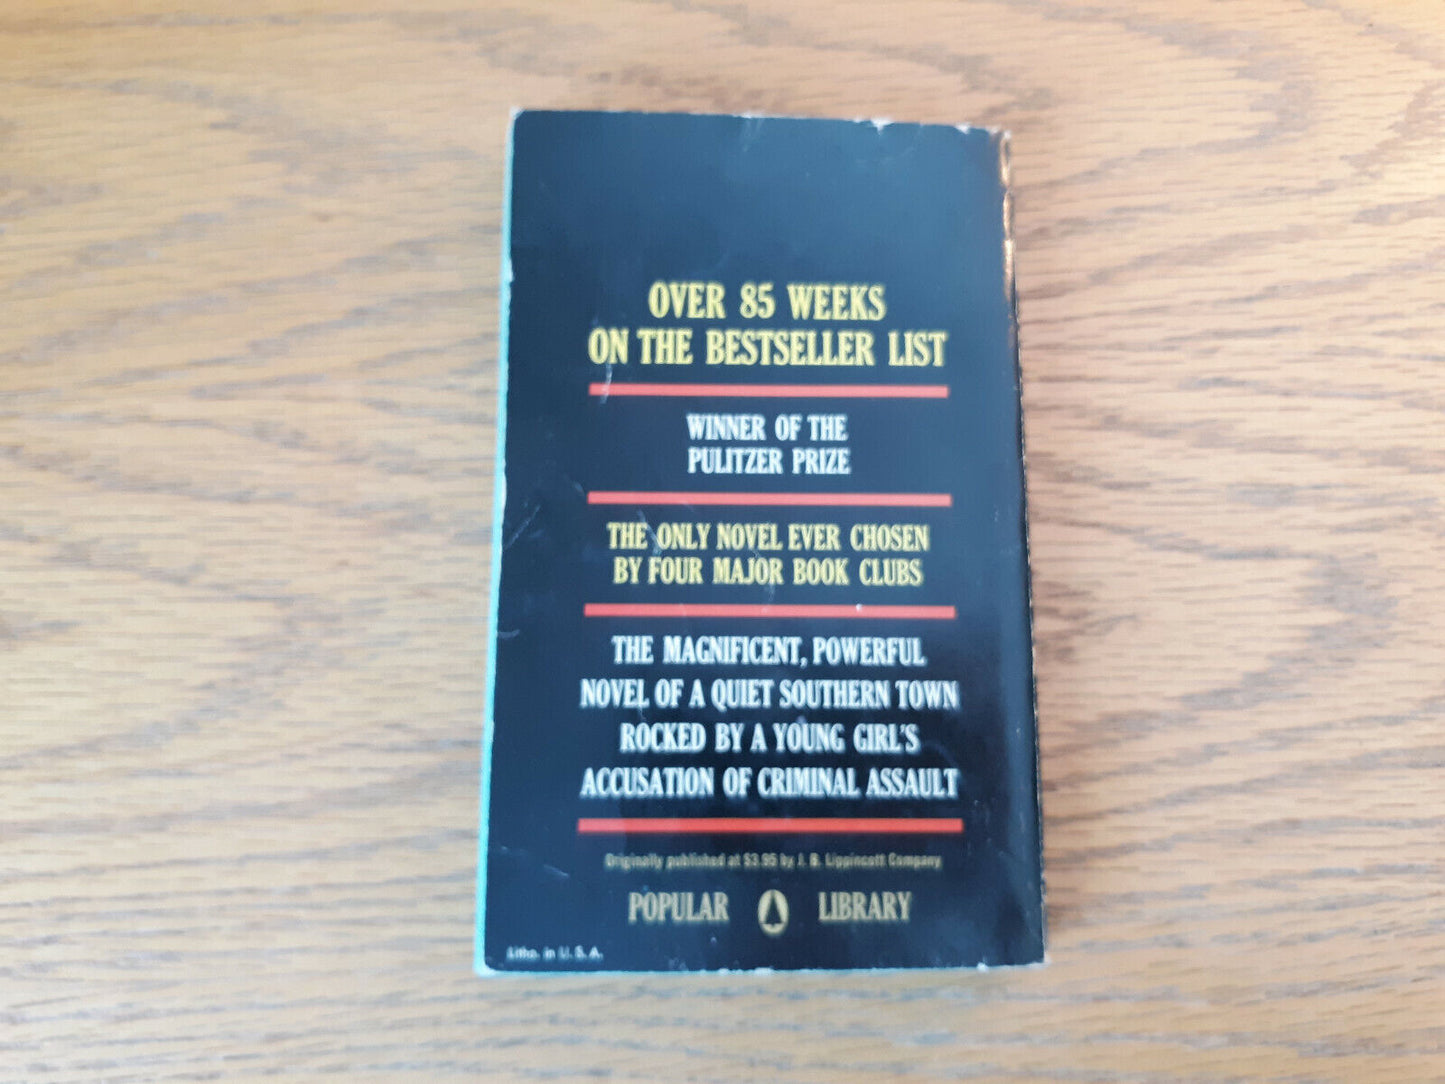 OVER 85 WEEKS
ON THE BESTSELLER LIST
WINNER OF THE
PULITZER PRIZE
THE ONLY NOVEL EVER CHOSEN
BY FOUR MAJOR BOOK CLUBS
THE MAGNIFICENT, POWERFUL
NOVEL OF A QUIET SOUTHERN TOWN
ROCKED BY A YOUNG GIRL'S
ACCUSATION OF CRIMINAL ASSAULT
Originally published at $3.95 by J. B. Lippincott Company
POPULAR LIBRARY
Litho. in U. S. A.